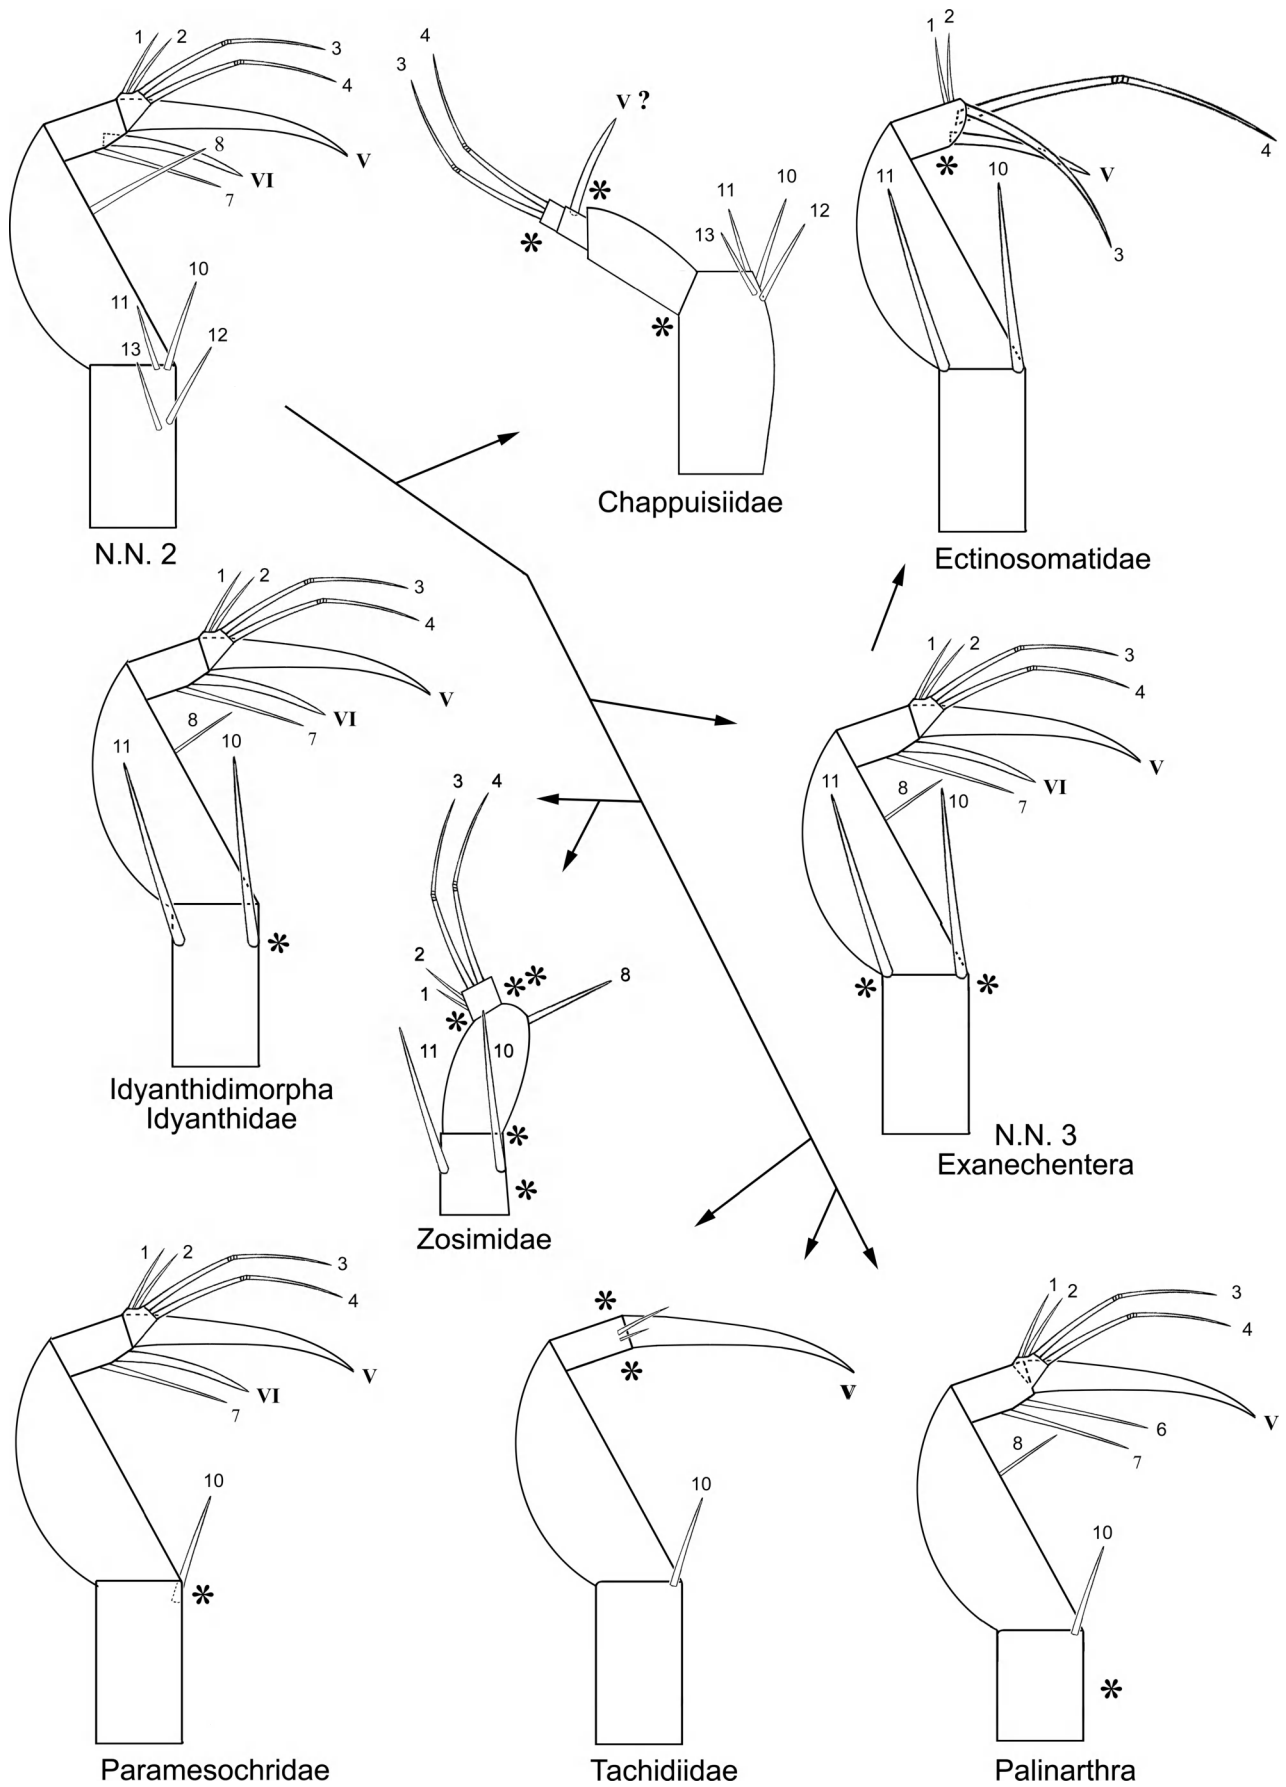 1 2 3 4 V 8 VI 7 10 11 12 13
N.N. 2
4 3 V ? * 11 10 12 13 * *
Chappuisiidae
1 2 4 V * 11 10 3
Ectinosomatidae
1 2 3 4 V VI 8 7 11 10 *
Idyanthidimorpha
Idyanthidae
3 4 2 1 ** 8 * 11 10 * *
Zosimidae
1 2 3 4 V VI 7 8 11 10 * *
N.N. 3
Exanechentera
1 2 3 4 V VI 7 10 *
Paramesochridae
* * V 10
Tachidiidae
1 2 3 4 V 6 7 8 10 *
Palinarthra